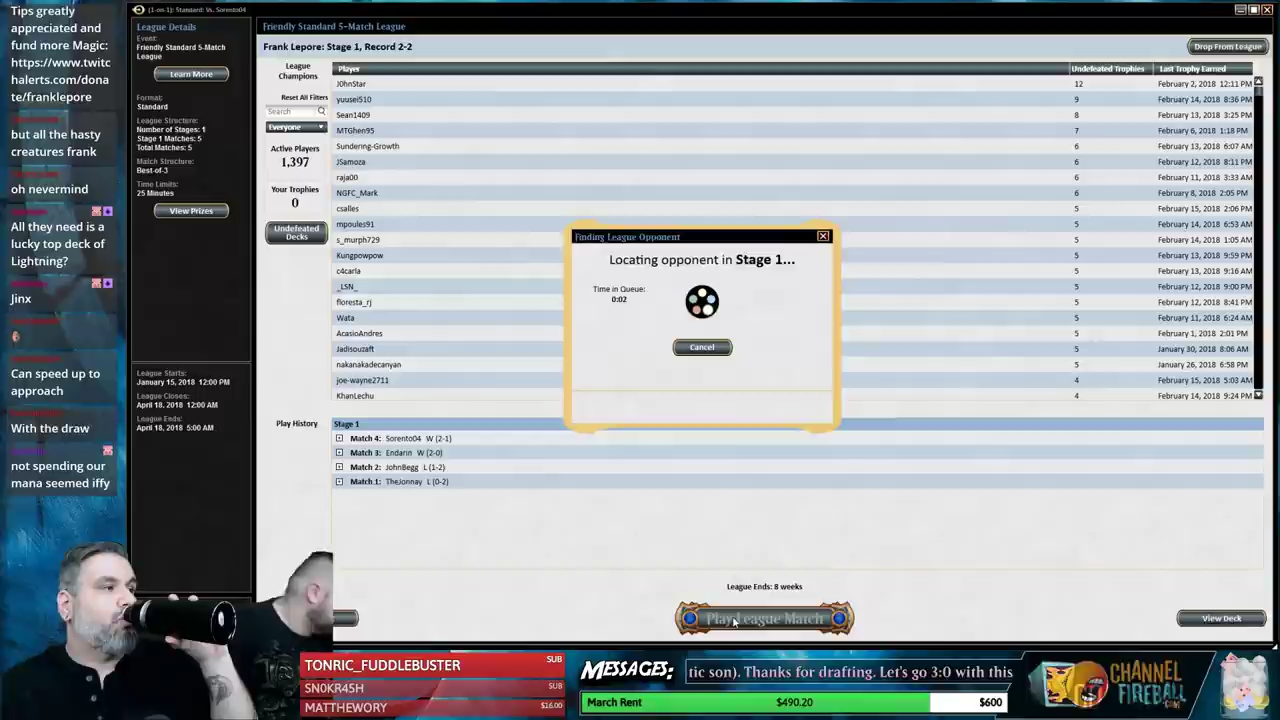 Tips greatly
appreciated and
fund more Magic:
https://www.twitc
halerts.com/dona
te/franklepore
but all the hasty
creatures frank
oh nevermind
All they need is a
lucky top deck of
Lightning?
Jinx
Can speed up to
approach
With the draw
not spending our
mana seemed iffy
(1-on-1): Standard: Vs. Sorento04
League Details
Event:
Friendly Standard 5-Match
League
Learn More
Format:
Standard
League Structure:
Number of Stages: 1
Stage 1 Matches: 5
Total Matches: 5
Match Structure:
Best-of-3
Time Limits:
25 Minutes
View Prizes
League Starts:
January 15, 2018 12:00 PM
League Closes:
April 18, 2018 12:00 AM
League Ends:
April 18, 2018 5:00 AM
Friendly Standard 5-Match League
Frank Lepore: Stage 1, Record 2-2
Drop From League
League
Champions
Reset All Filters
Search
Everyone
Active Players
1,397
Your Trophies
0
Undefeated
Decks
Player Undefeated Trophies Last Trophy Earned
J0hnStar 12 February 2, 2018 12:11 PM
yuusei510 9 February 14, 2018 8:36 PM
Sean1409 8 February 13, 2018 3:25 PM
MTGhen95 7 February 6, 2018 1:18 PM
Sundering-Growth 6 February 13, 2018 6:07 AM
JSamoza 6 February 12, 2018 8:11 PM
raja00 6 February 11, 2018 3:33 AM
NGFC_Mark 6 February 8, 2018 2:05 PM
csalles 5 February 15, 2018 2:06 PM
mpoules91 5 February 14, 2018 6:53 AM
s_murph729 5 February 14, 2018 1:05 AM
Kungpowpow 5 February 13, 2018 9:59 PM
c4carla 5 February 13, 2018 9:16 AM
_LSN_ 5 February 12, 2018 9:00 PM
floresta_rj 5 February 12, 2018 8:41 PM
Wata 5 February 11, 2018 6:24 AM
AcasioAndres 5 February 1, 2018 2:01 PM
Jadisouzaft 5 January 30, 2018 8:06 AM
nakanakadecanyan 5 January 26, 2018 6:58 PM
joe-wayne2711 4 February 15, 2018 5:03 AM
KhanLechu 4 February 14, 2018 9:24 PM
Finding League Opponent
Locating opponent in Stage 1...
Time in Queue:
0:02
Cancel
Play History
Stage 1
Match 4: Sorento04 W (2-1)
Match 3: Endarin W (2-0)
Match 2: JohnBegg L (1-2)
Match 1: TheJonnay L (0-2)
League Ends: 8 weeks
Play League Match
View Deck
TONRIC_FUDDLEBUSTER SUB
SN0KR45H SUB
MATTHEWORY $16.00
MESSAGES:
tic son). Thanks for drafting. Let's go 3:0 with this
March Rent $490.20 $600
CHANNEL
FIREBALL
.COM